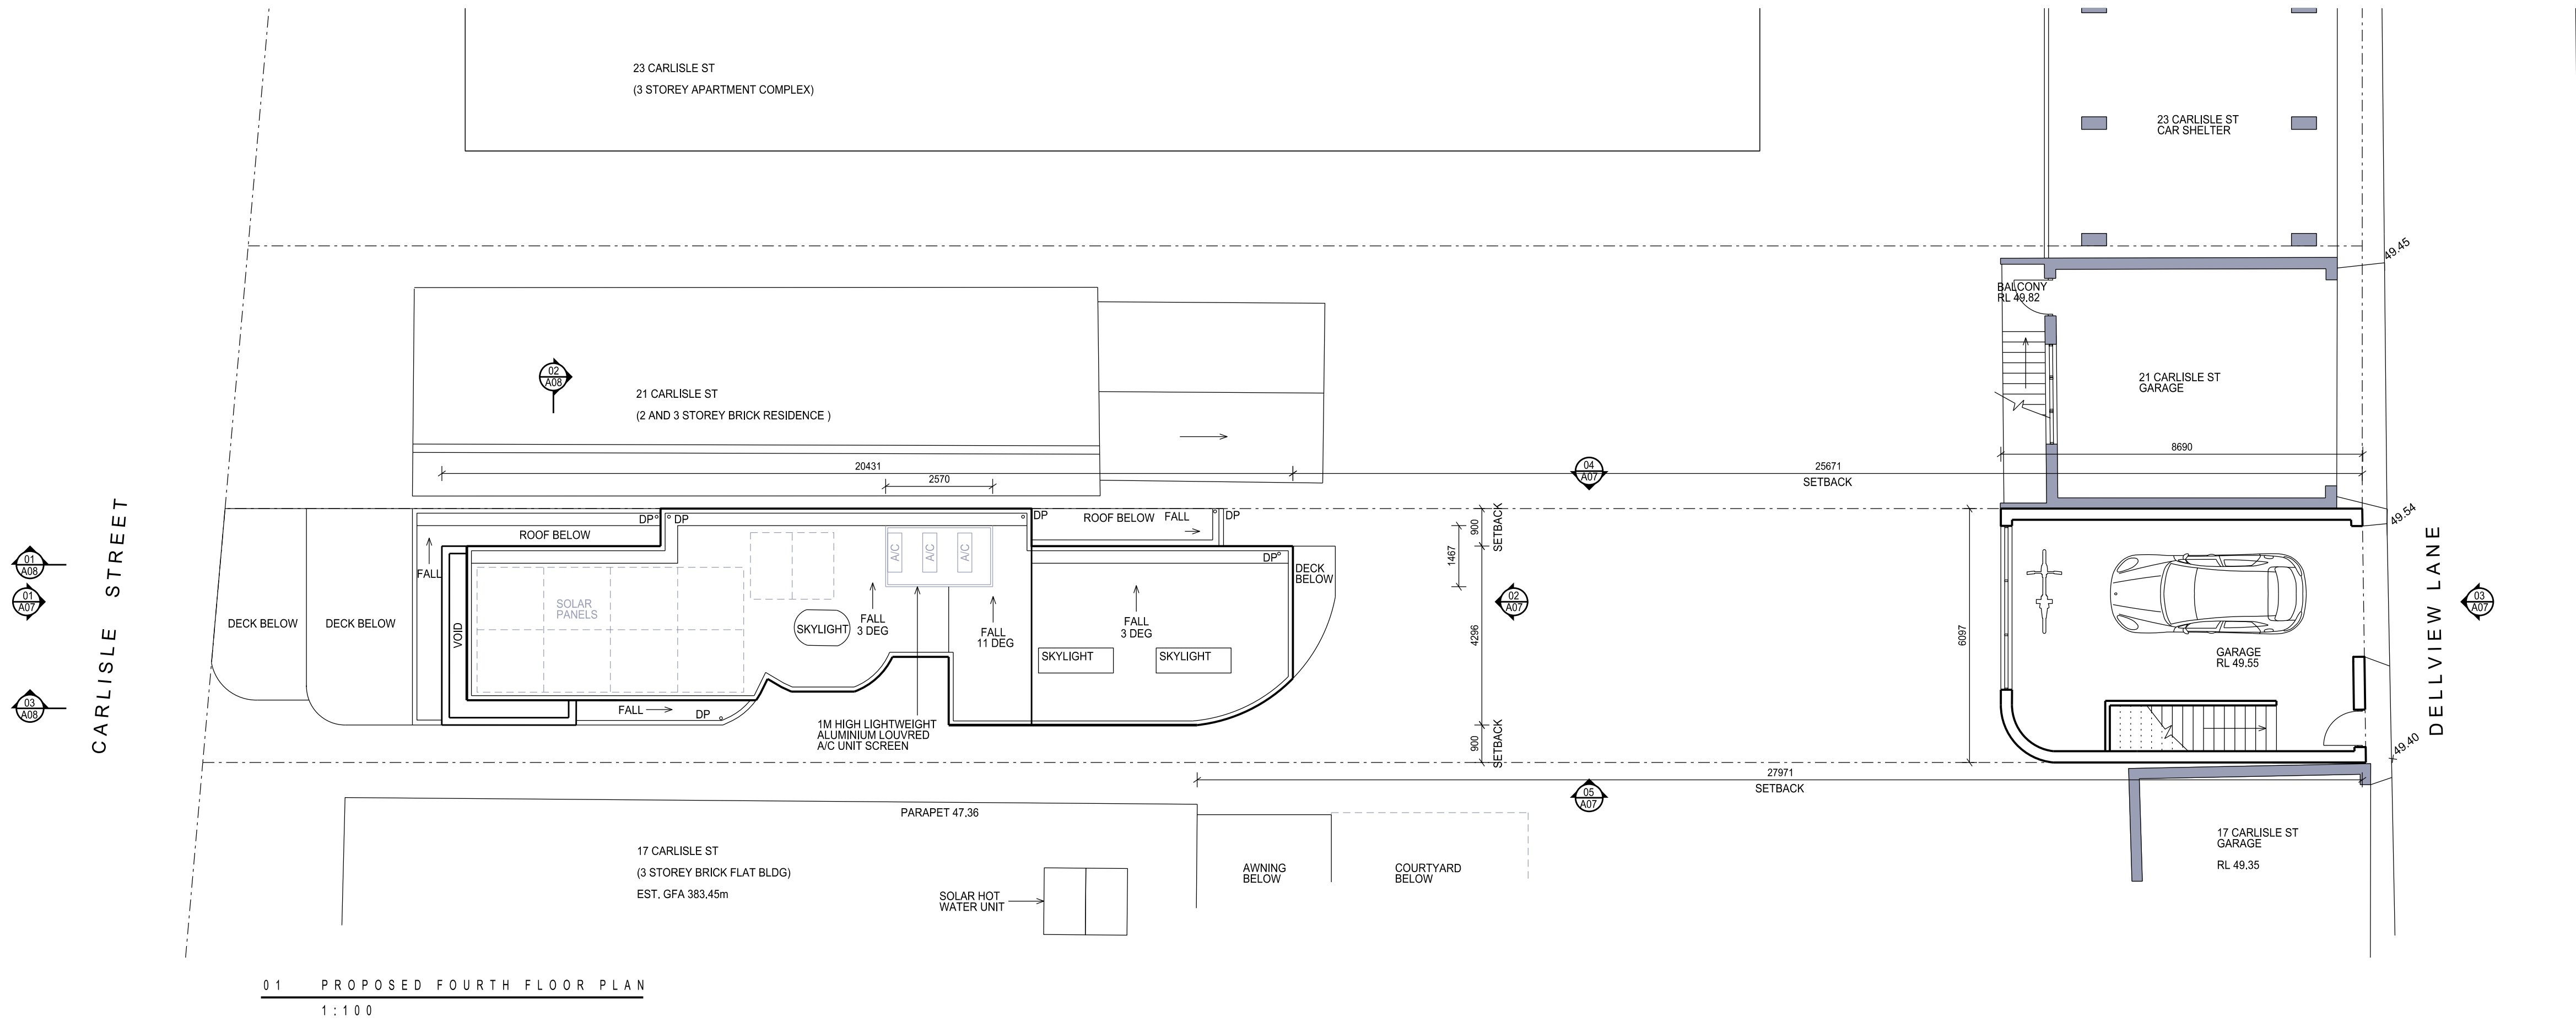 23 CARLISLE ST
(3 STOREY APARTMENT COMPLEX)
23 CARLISLE ST
CAR SHELTER
49.45
BALCONY
RL 49.82
21 CARLISLE ST
GARAGE
02
A08
21 CARLISLE ST
(2 AND 3 STOREY BRICK RESIDENCE )
8690
20431
04
A07
25671
SETBACK
2570
49.54
DP
DP
DP
ROOF BELOW
FALL
DP
900
SETBACK
ROOF BELOW
1467
DP
01
A08
FALL
A/C
A/C
A/C
DECK
BELOW
01
A07
02
A07
03
A07
CARLISLE STREET
DELLVIEW LANE
SOLAR
PANELS
DECK BELOW
DECK BELOW
VOID
SKYLIGHT
FALL
3 DEG
FALL
11 DEG
FALL
3 DEG
4296
6097
SKYLIGHT
SKYLIGHT
GARAGE
RL 49.55
03
A08
FALL
DP
1M HIGH LIGHTWEIGHT
ALUMINIUM LOUVRED
A/C UNIT SCREEN
900
SETBACK
49.40
27971
SETBACK
05
A07
PARAPET 47.36
17 CARLISLE ST
(3 STOREY BRICK FLAT BLDG)
EST. GFA 383.45m
SOLAR HOT
WATER UNIT
AWNING
BELOW
COURTYARD
BELOW
17 CARLISLE ST
GARAGE
RL 49.35
01 PROPOSED FOURTH FLOOR PLAN
1:100